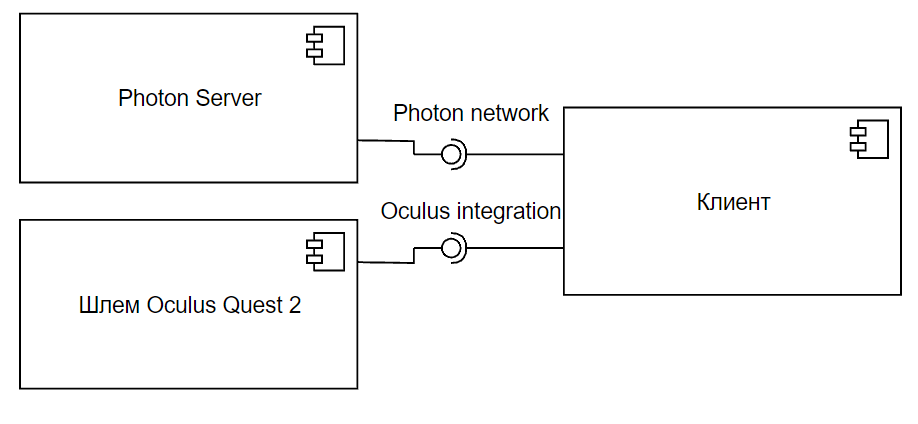 Photon Server
Photon network
Клиент
Oculus integration
Шлем Oculus Quest 2